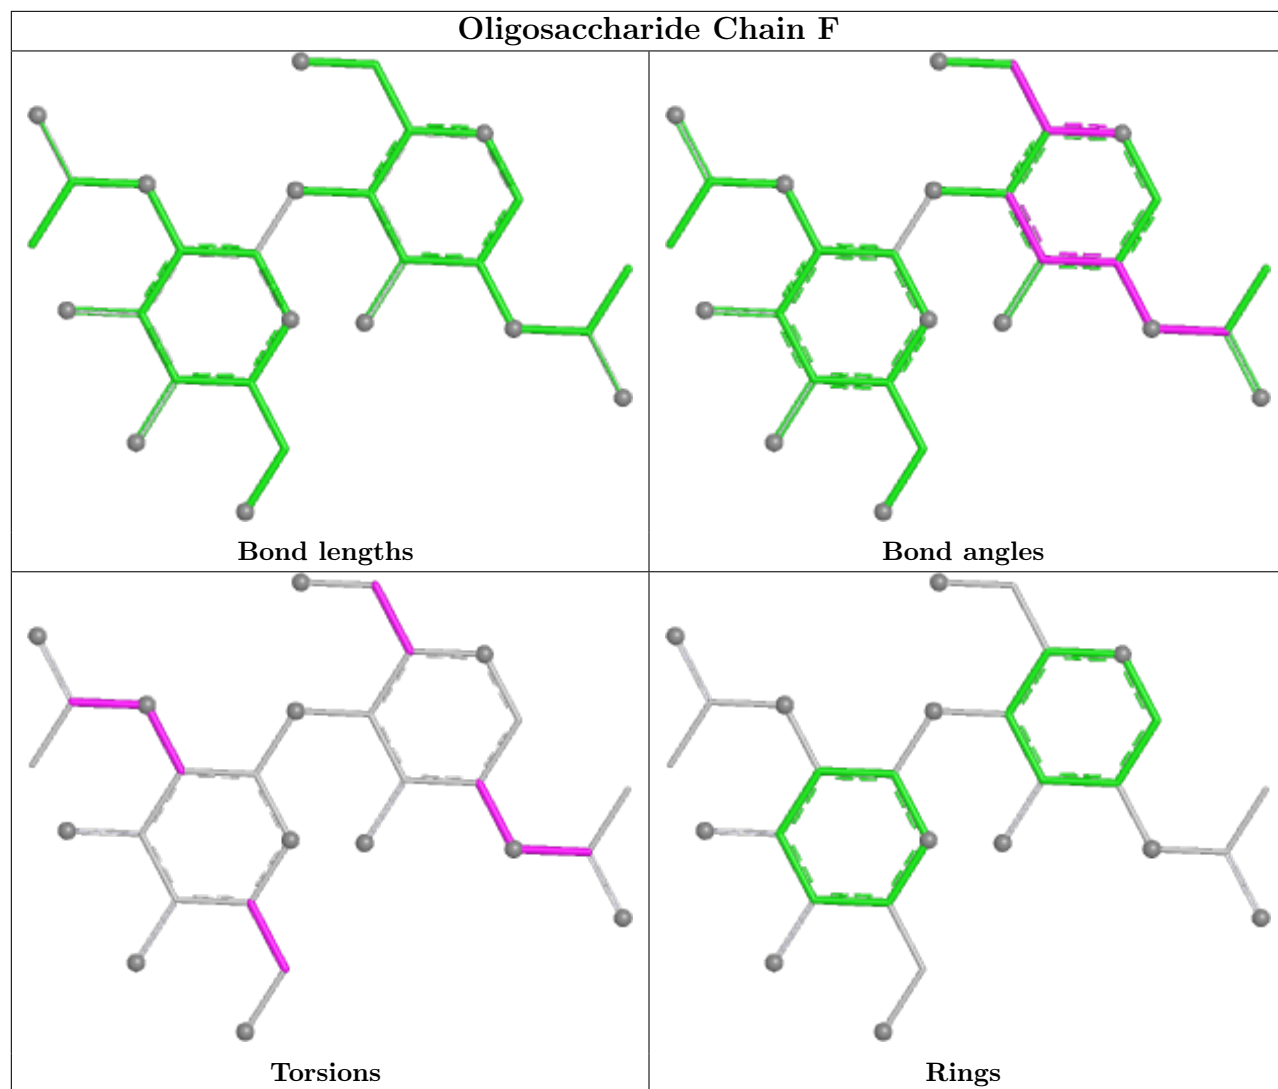 Oligosaccharide Chain F
Bond lengths
Bond angles
Torsions
Rings